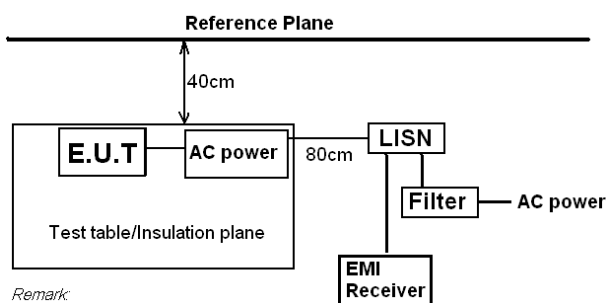 Reference Plane
40cm
E.U.T
AC power
80cm
LISN
Filter
AC power
Test table/Insulation plane
EMI
Receiver
Remark: